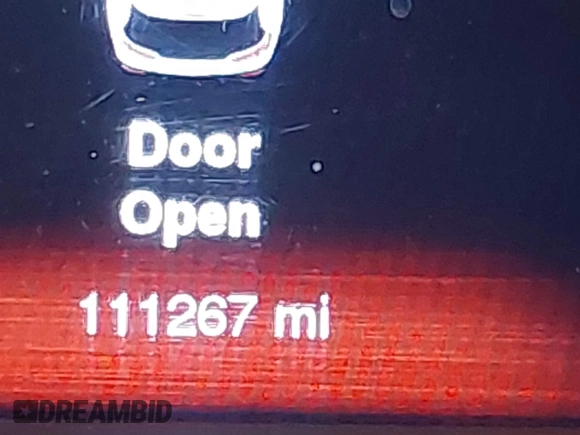 Door
Open
111267 mi
DREAMBID